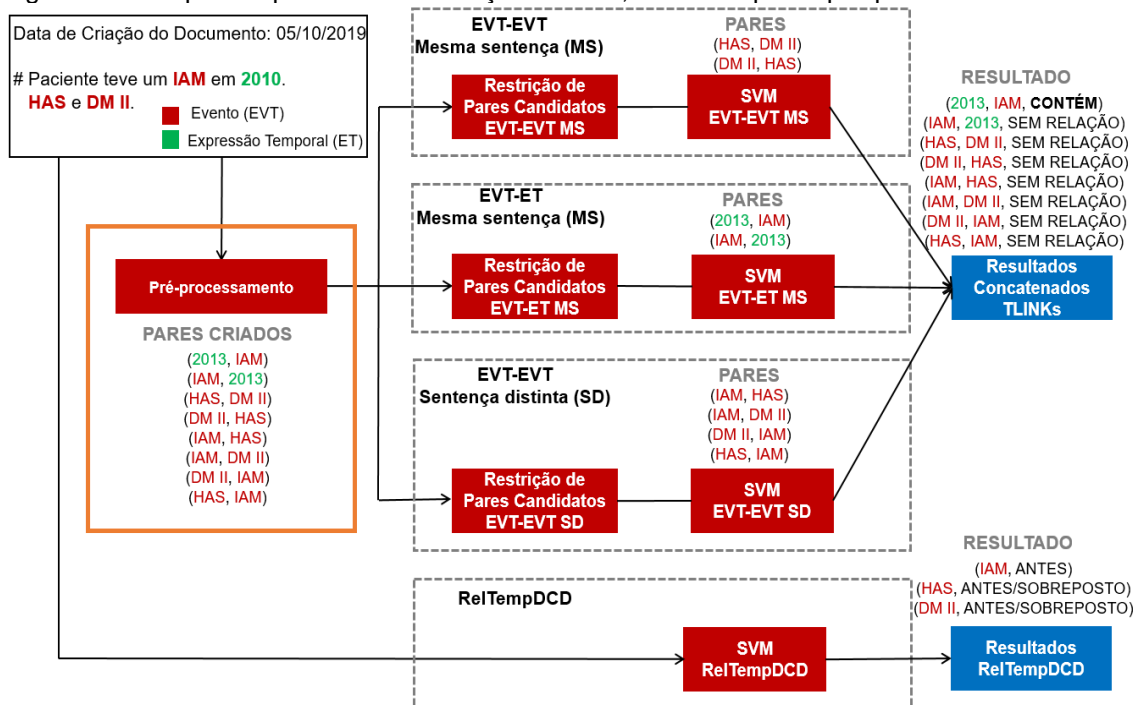 Data de Criação do Documento: 05/10/2019
# Paciente teve um IAM em 2010.
HAS e DM II.
Evento (EVT)
Expressão Temporal (ET)
Pré-processamento
PARES CRIADOS
(2013, IAM)
(IAM, 2013)
(HAS, DM II)
(DM II, HAS)
(IAM, HAS)
(IAM, DM II)
(DM II, IAM)
(HAS, IAM)
EVT-EVT
Mesma sentença (MS)
Restrição de
Pares Candidatos
EVT-EVT MS
PARES
(HAS, DM II)
(DM II, HAS)
SVM
EVT-EVT MS
EVT-ET
Mesma sentença (MS)
Restrição de
Pares Candidatos
EVT-ET MS
PARES
(2013, IAM)
(IAM, 2013)
SVM
EVT-ET MS
EVT-EVT
Sentença distinta (SD)
Restrição de
Pares Candidatos
EVT-EVT SD
PARES
(IAM, HAS)
(IAM, DM II)
(DM II, IAM)
(HAS, IAM)
SVM
EVT-EVT SD
RESULTADO
(2013, IAM, CONTÉM)
(IAM, 2013, SEM RELAÇÃO)
(HAS, DM II, SEM RELAÇÃO)
(DM II, HAS, SEM RELAÇÃO)
(IAM, HAS, SEM RELAÇÃO)
(IAM, DM II, SEM RELAÇÃO)
(DM II, IAM, SEM RELAÇÃO)
(HAS, IAM, SEM RELAÇÃO)
Resultados
Concatenados
TLINKs
RelTempDCD
SVM
RelTempDCD
RESULTADO
(IAM, ANTES)
(HAS, ANTES/SOBREPOSTO)
(DM II, ANTES/SOBREPOSTO)
Resultados
RelTempDCD